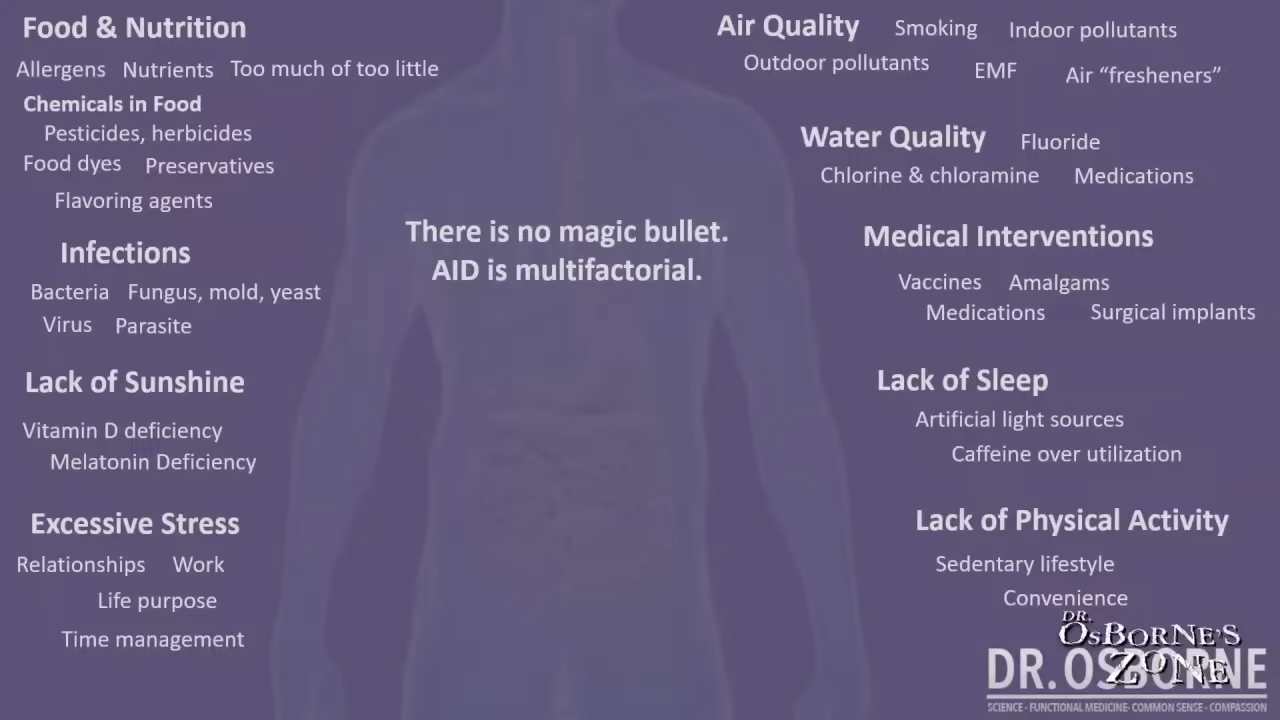 Food & Nutrition
Allergens Nutrients Too much of too little
Chemicals in Food
Pesticides, herbicides
Food dyes Preservatives
Flavoring agents
Infections
Bacteria Fungus, mold, yeast
Virus Parasite
Lack of Sunshine
Vitamin D deficiency
Melatonin Deficiency
Excessive Stress
Relationships Work
Life purpose
Time management
There is no magic bullet.
AID is multifactorial.
Air Quality Smoking Indoor pollutants
Outdoor pollutants EMF Air “fresheners”
Water Quality Fluoride
Chlorine & chloramine Medications
Medical Interventions
Vaccines Amalgams
Medications Surgical implants
Lack of Sleep
Artificial light sources
Caffeine over utilization
Lack of Physical Activity
Sedentary lifestyle
Convenience
DR.
OSBORNE'S
ZONE
DR. OSBORNE
SCIENCE - FUNCTIONAL MEDICINE - COMMON SENSE - COMPASSION